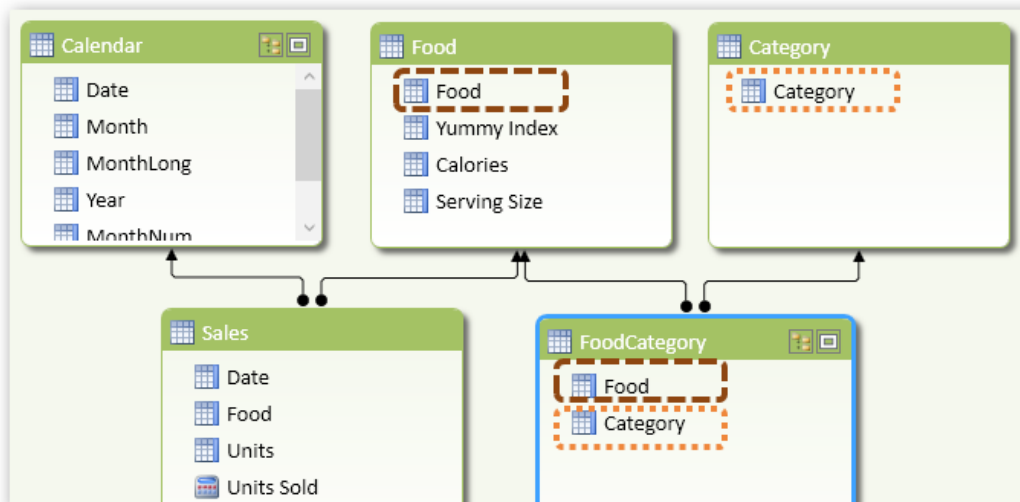 Calendar
Date
Month
MonthLong
Year
MonthNum
Food
Food
Yummy Index
Calories
Serving Size
Category
Category
Sales
Date
Food
Units
Units Sold
FoodCategory
Food
Category